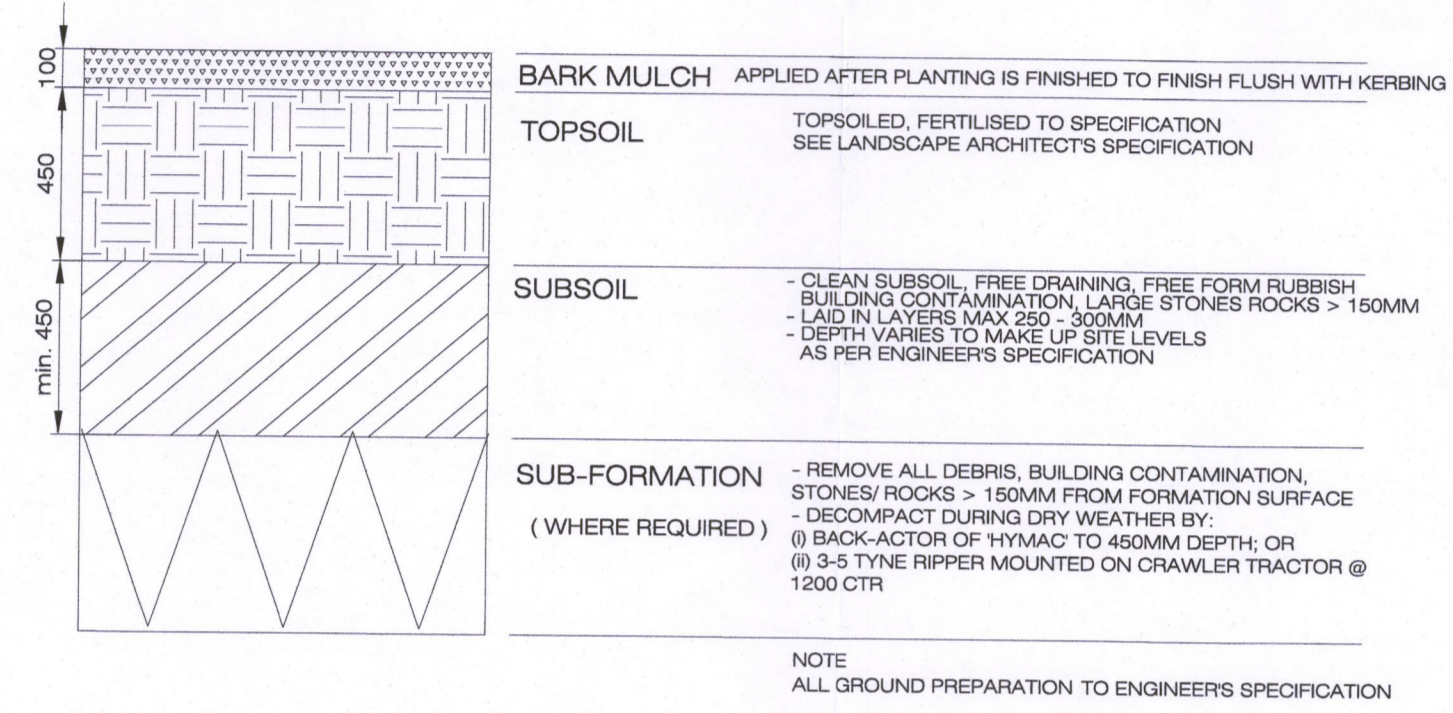 100
BARK MULCH APPLIED AFTER PLANTING IS FINISHED TO FINISH FLUSH WITH KERBING
450
TOPSOIL
TOPSOILED, FERTILISED TO SPECIFICATION
SEE LANDSCAPE ARCHITECT'S SPECIFICATION
min. 450
SUBSOIL
- CLEAN SUBSOIL, FREE DRAINING, FREE FORM RUBBISH
BUILDING CONTAMINATION, LARGE STONES ROCKS > 150MM
- LAID IN LAYERS MAX 250 - 300MM
- DEPTH VARIES TO MAKE UP SITE LEVELS
AS PER ENGINEER'S SPECIFICATION
SUB-FORMATION
( WHERE REQUIRED )
- REMOVE ALL DEBRIS, BUILDING CONTAMINATION,
STONES/ ROCKS > 150MM FROM FORMATION SURFACE
- DECOMPACT DURING DRY WEATHER BY:
(i) BACK-ACTOR OF 'HYMAC' TO 450MM DEPTH; OR
(ii) 3-5 TYNE RIPPER MOUNTED ON CRAWLER TRACTOR @
1200 CTR
NOTE
ALL GROUND PREPARATION TO ENGINEER'S SPECIFICATION